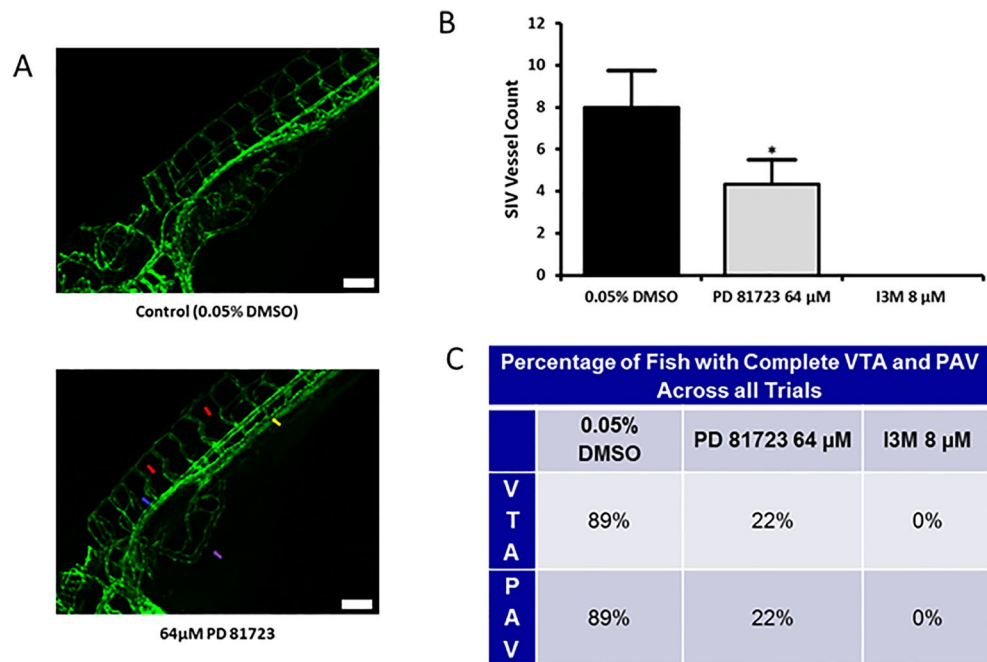 A
Control (0.05% DMSO)
64µM PD 81723
B
SIV Vessel Count
12
10
8
6
4
2
0
*
0.05% DMSO PD 81723 64 µM I3M 8 µM
C
Percentage of Fish with Complete VTA and PAV
Across all Trials
0.05%
DMSO PD 81723 64 µM I3M 8 µM
V
T
A
89% 22% 0%
P
A
V
89% 22% 0%